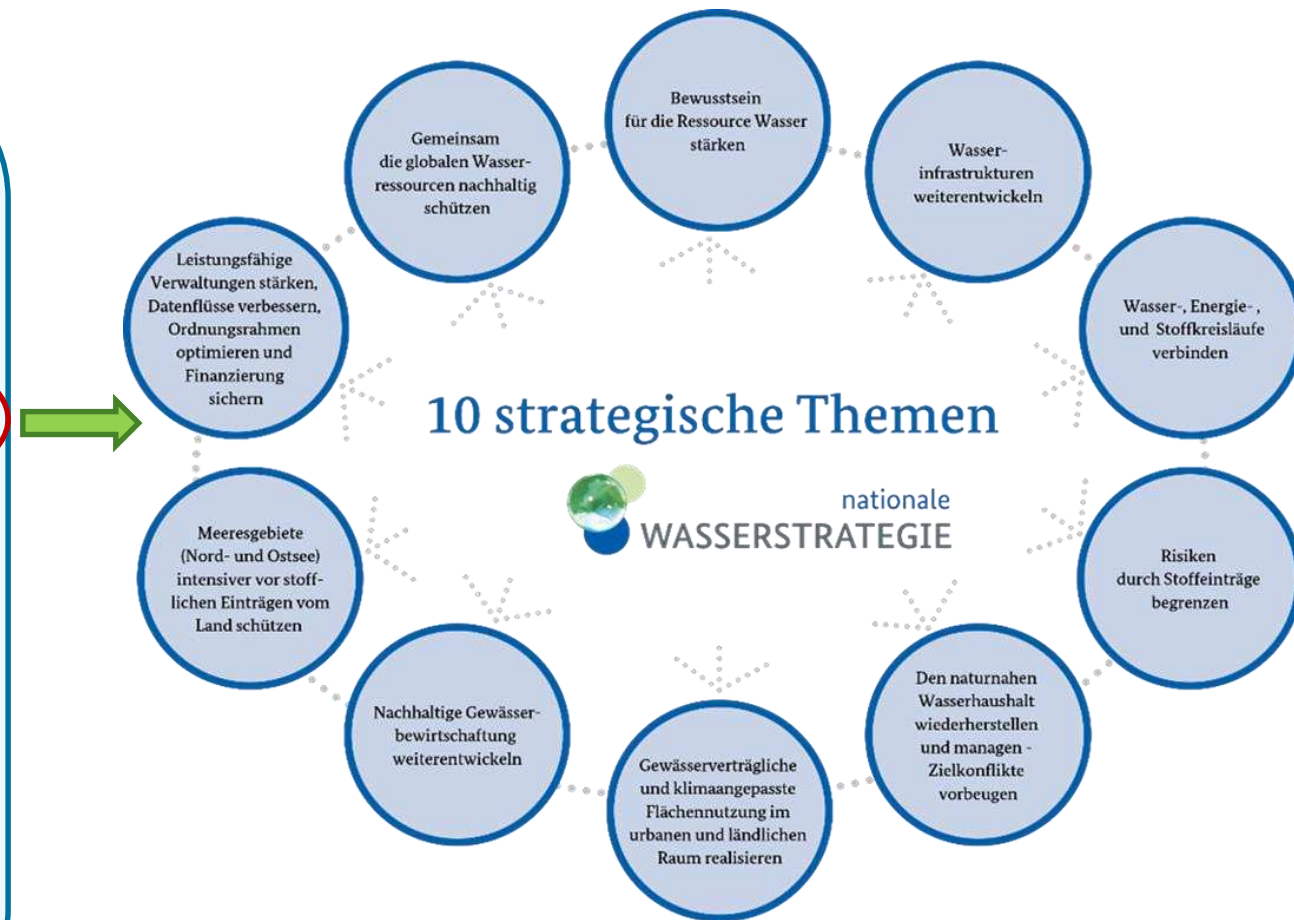 Bewusstsein
für die Ressource Wasser
stärken
Wasser-
infrastrukturen
weiterentwickeln
Wasser-, Energie- ,
und Stoffkreisläufe
verbinden
Risiken
durch Stoffeinträge
begrenzen
Den naturnahen
Wasserhaushalt
wiederherstellen
und managen -
Zielkonflikte
vorbeugen
Gewässerverträgliche
und klimaangepasste
Flächennutzung im
urbanen und ländlichen
Raum realisieren
Nachhaltige Gewässer-
bewirtschaftung
weiterentwickeln
Meeresgebiete
(Nord- und Ostsee)
intensiver vor stoff-
lichen Einträgen vom
Land schützen
Leistungsfähige
Verwaltungen stärken,
Datenflüsse verbessern,
Ordnungsrahmen
optimieren und
Finanzierung
sichern
Gemeinsam
die globalen Wasser-
ressourcen nachhaltig
schützen
10 strategische Themen
nationale
WASSERSTRATEGIE